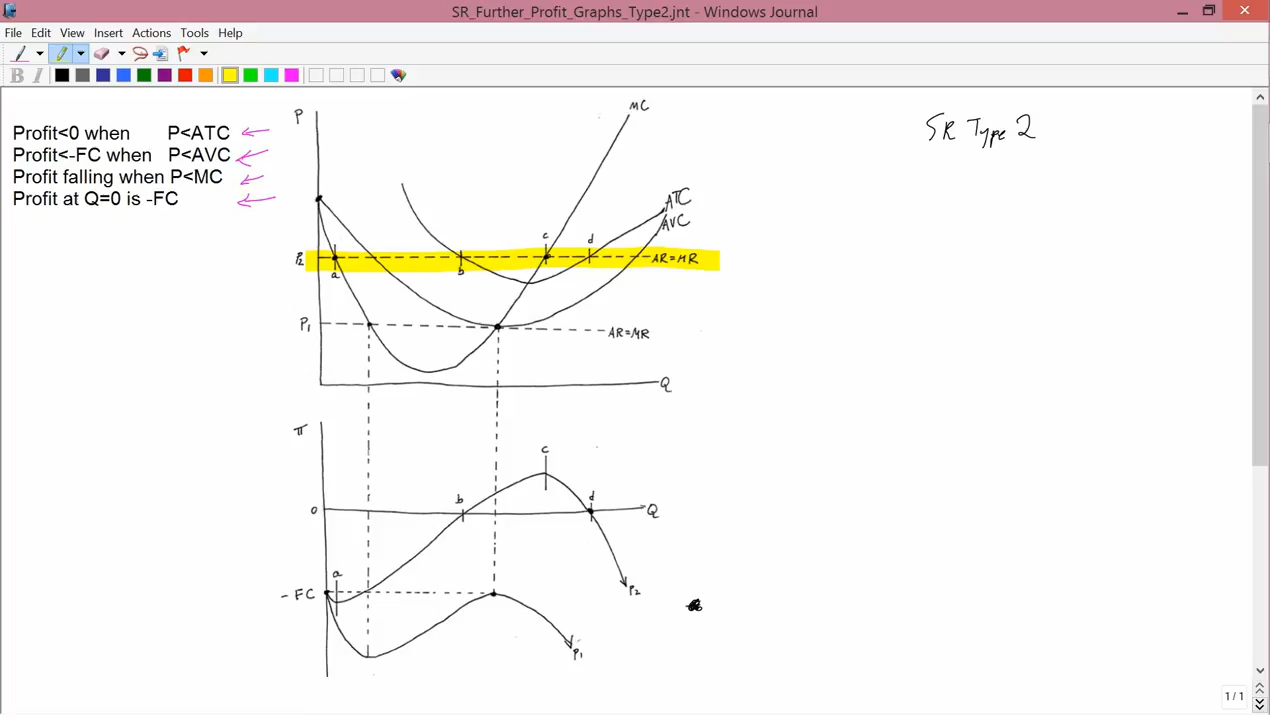 SR_Further_Profit_Graphs_Type2.jnt - Windows Journal
File Edit View Insert Actions Tools Help
B I
Profit<0 when P<ATC
Profit<-FC when P<AVC
Profit falling when P<MC
Profit at Q=0 is -FC
SR Type 2
P
MC
ATC
AVC
c
d
P2
a
b
AR=MR
P1
AR=MR
Q
π
c
b
d
0
Q
a
-FC
P2
P1
1 / 1